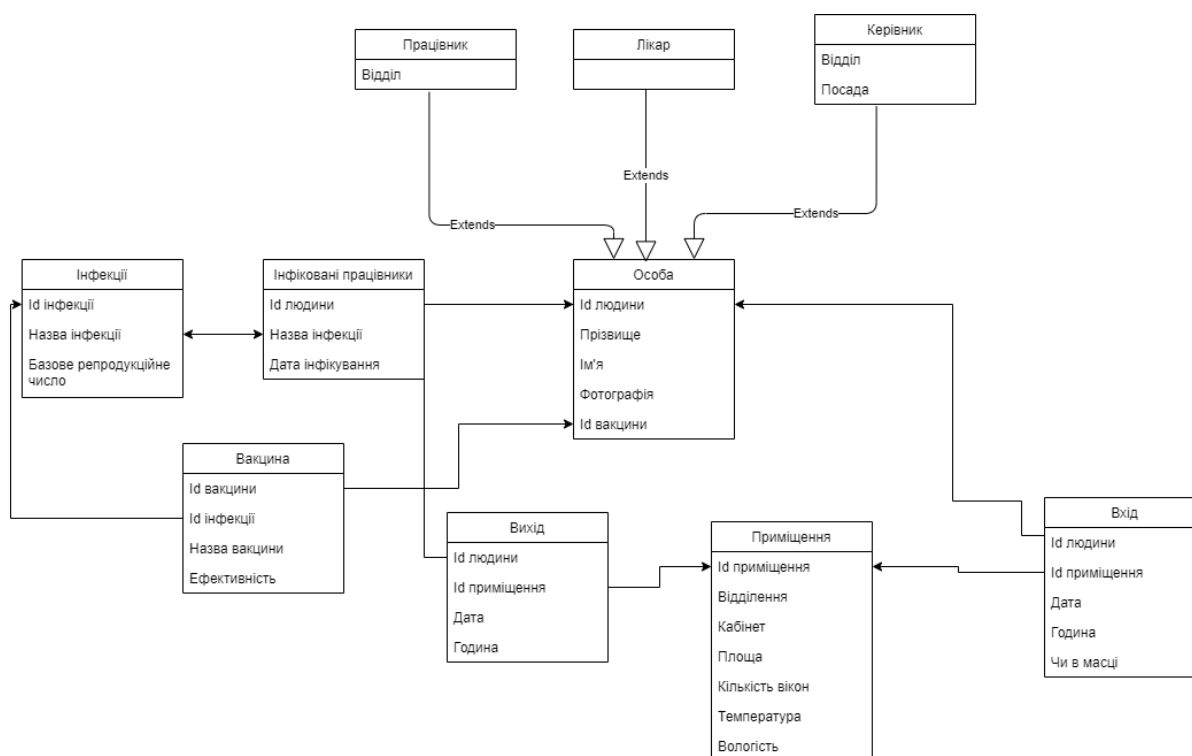 Працівник
Відділ
Лікар
Керівник
Відділ
Посада
Extends
Extends
Extends
Інфекції
Id інфекції
Назва інфекції
Базове репродукційне
число
Інфіковані працівники
Id людини
Назва інфекції
Дата інфікування
Особа
Id людини
Прізвище
Ім'я
Фотографія
Id вакцини
Вакцина
Id вакцини
Id інфекції
Назва вакцини
Ефективність
Вихід
Id людини
Id приміщення
Дата
Година
Приміщення
Id приміщення
Відділення
Кабінет
Площа
Кількість вікон
Температура
Вологість
Вхід
Id людини
Id приміщення
Дата
Година
Чи в масці